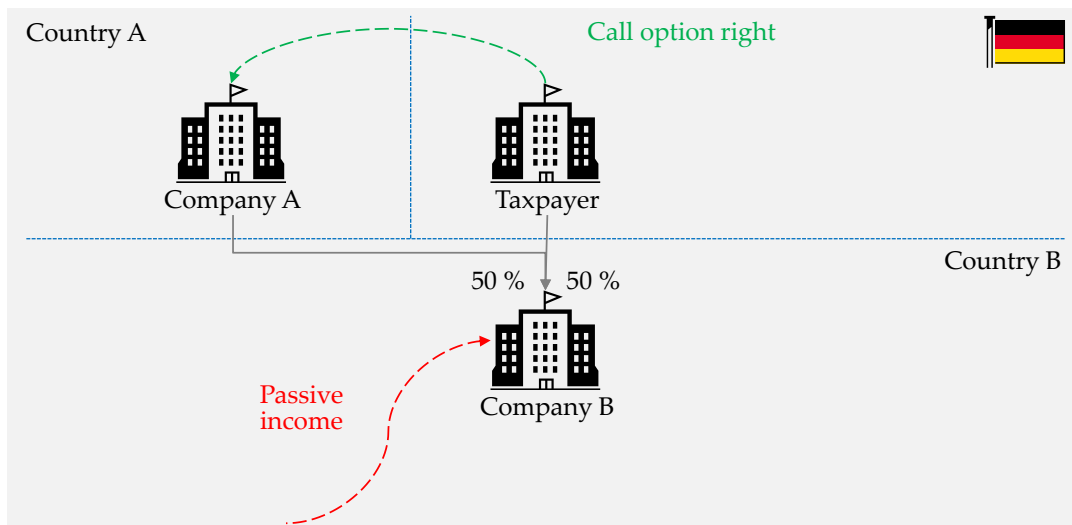 Country A
Call option right
Company A
Taxpayer
Country B
50 %
50 %
Passive
income
Company B